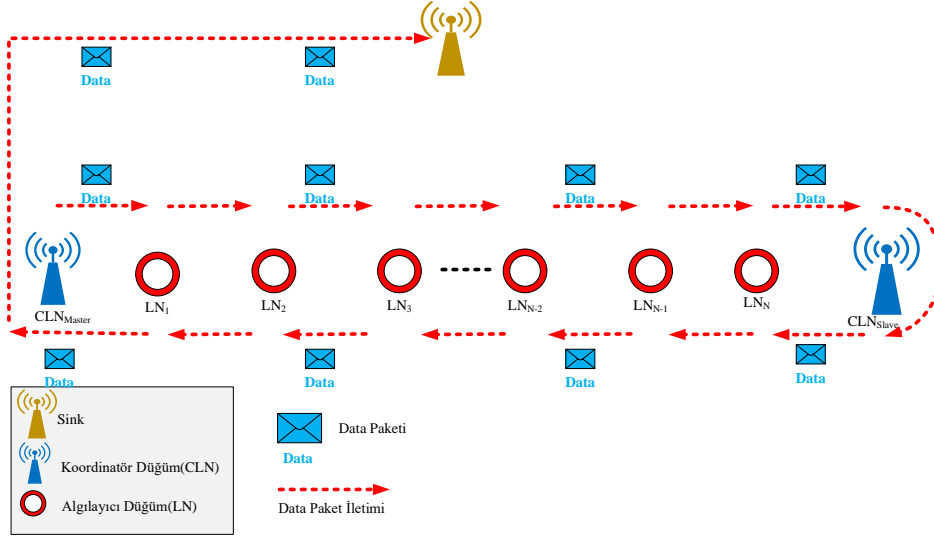 Data Data
Data Data Data Data
CLNMaster LN1 LN2 LN3 LNN-2 LNN-1 LNN CLNSlave
Data Data Data Data
Sink
Koordinatör Düğüm(CLN)
Algılayıcı Düğüm(LN)
Data Paketi
Data
Data Paket İletimi